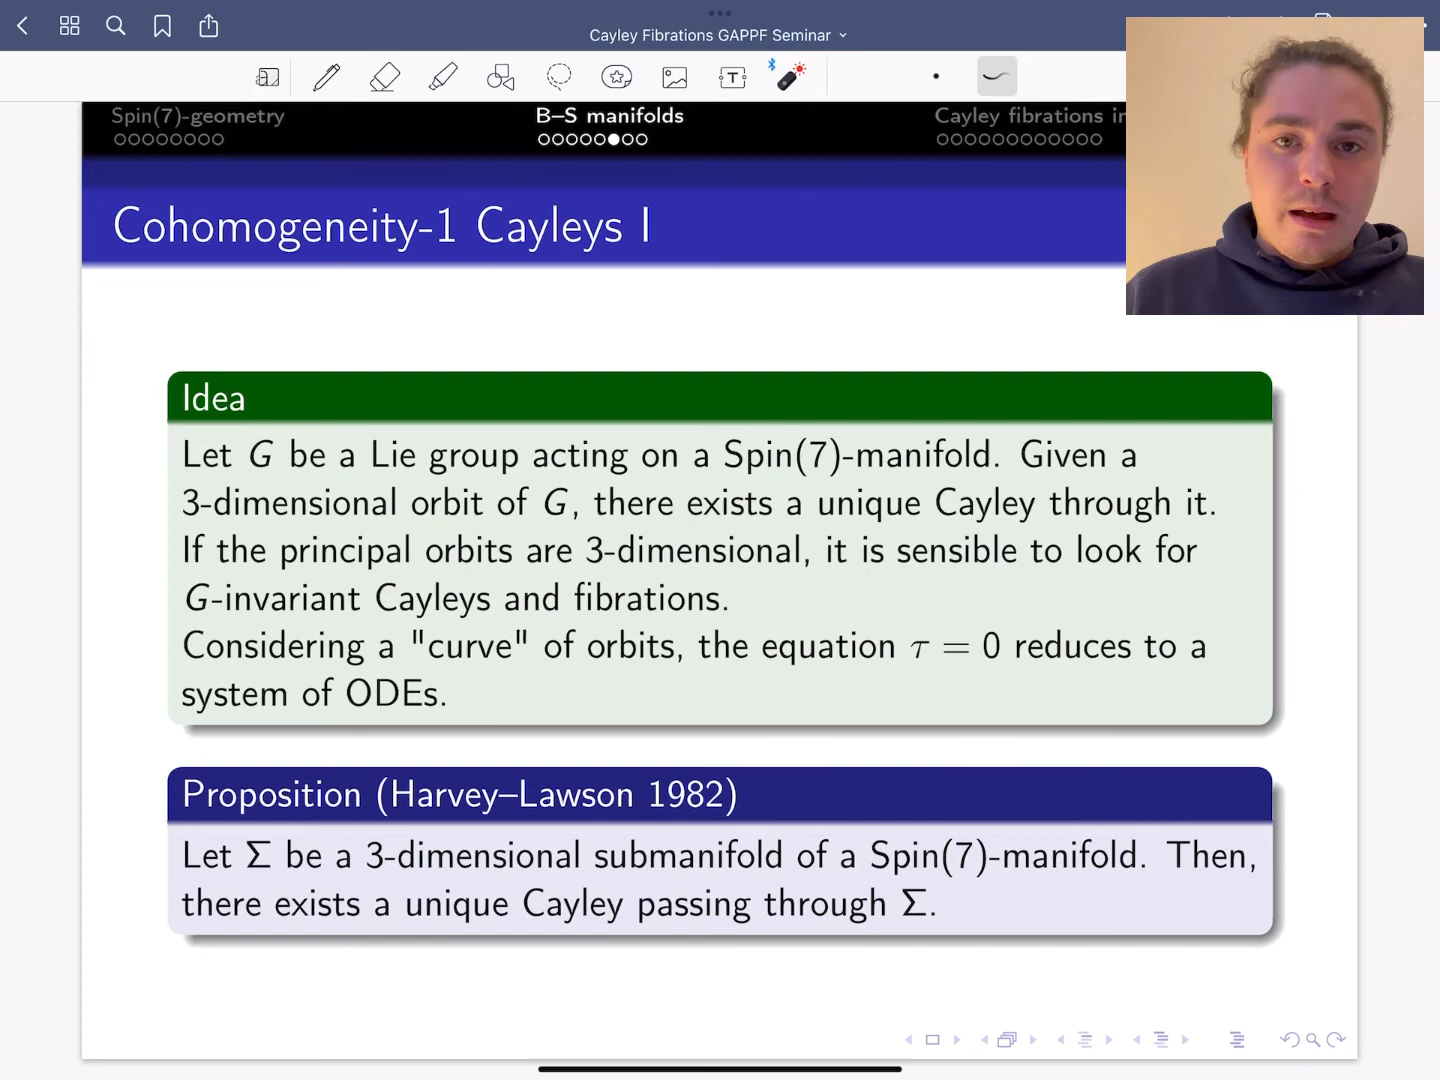 Cayley Fibrations GAPPF Seminar
T
Spin(7)-geometry
B–S manifolds
Cayley fibrations in
Cohomogeneity-1 Cayleys I
Idea
Let G be a Lie group acting on a Spin(7)-manifold. Given a
3-dimensional orbit of G, there exists a unique Cayley through it.
If the principal orbits are 3-dimensional, it is sensible to look for
G-invariant Cayleys and fibrations.
Considering a "curve" of orbits, the equation τ = 0 reduces to a
system of ODEs.
Proposition (Harvey–Lawson 1982)
Let Σ be a 3-dimensional submanifold of a Spin(7)-manifold. Then,
there exists a unique Cayley passing through Σ.